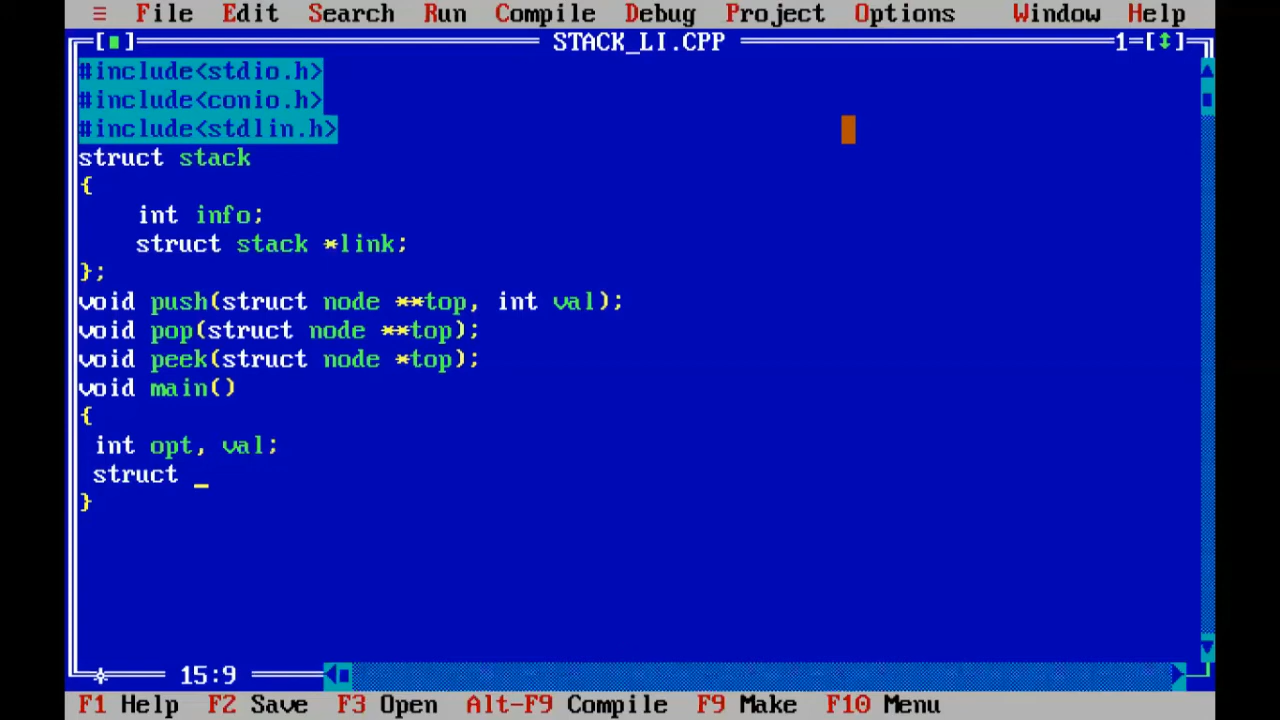 ≡ File Edit Search Run Compile Debug Project Options Window Help
[■] STACK_LI.CPP 1=[↕]
#include<stdio.h>
#include<conio.h>
#include<stdlin.h>
struct stack
{
int info;
struct stack *link;
};
void push(struct node **top, int val);
void pop(struct node **top);
void peek(struct node *top);
void main()
{
int opt, val;
struct _
}
15:9
F1 Help F2 Save F3 Open Alt-F9 Compile F9 Make F10 Menu